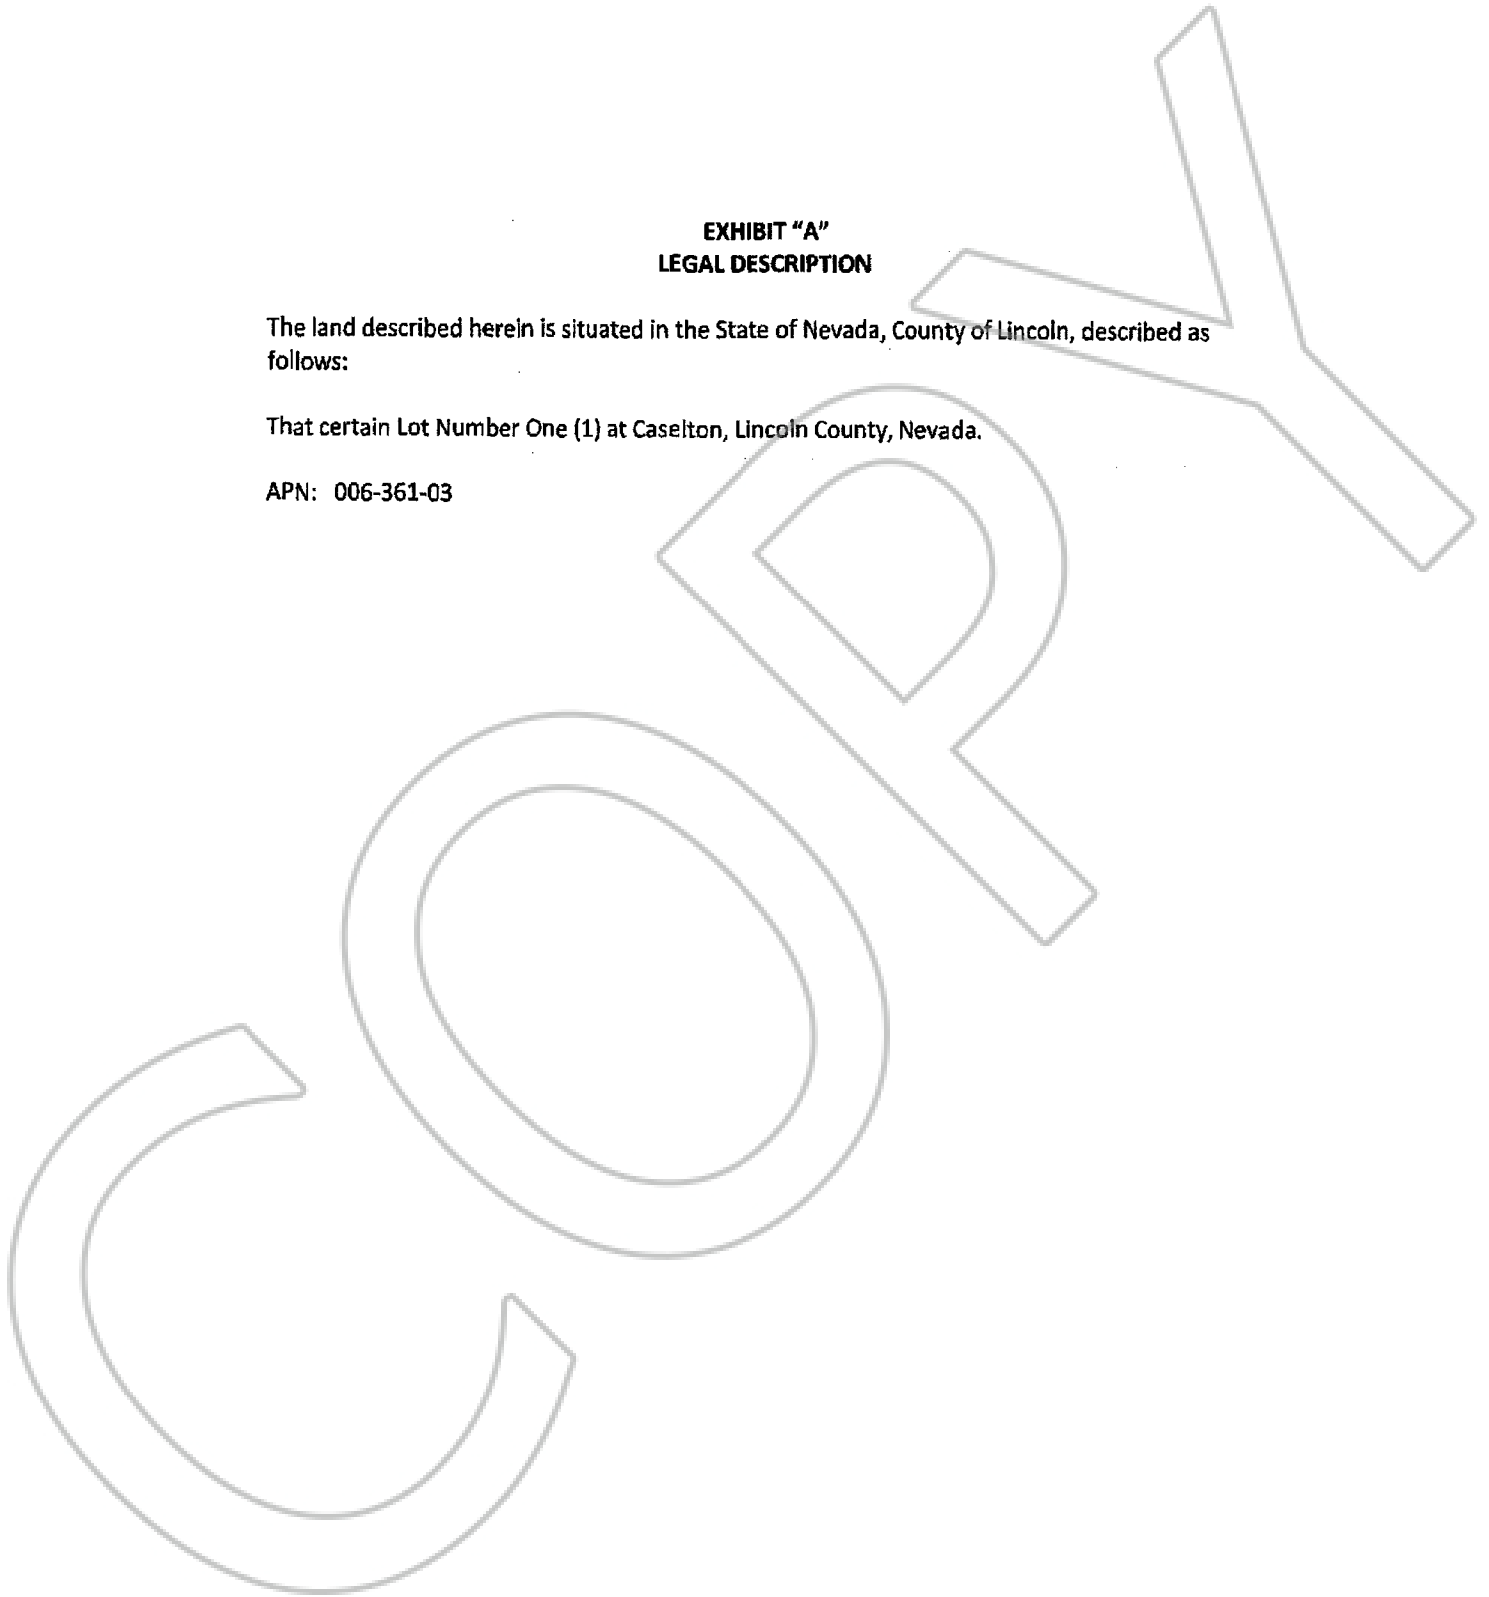 EXHIBIT “A”
LEGAL DESCRIPTION
The land described herein is situated in the State of Nevada, County of Lincoln, described as
follows:
That certain Lot Number One (1) at Caselton, Lincoln County, Nevada.
APN: 006-361-03
COPY